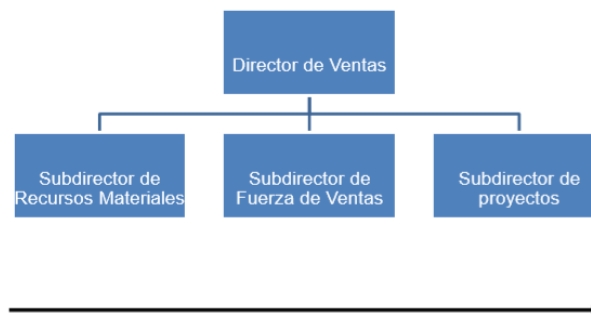 Director de Ventas
Subdirector de
Recursos Materiales
Subdirector de
Fuerza de Ventas
Subdirector de
proyectos